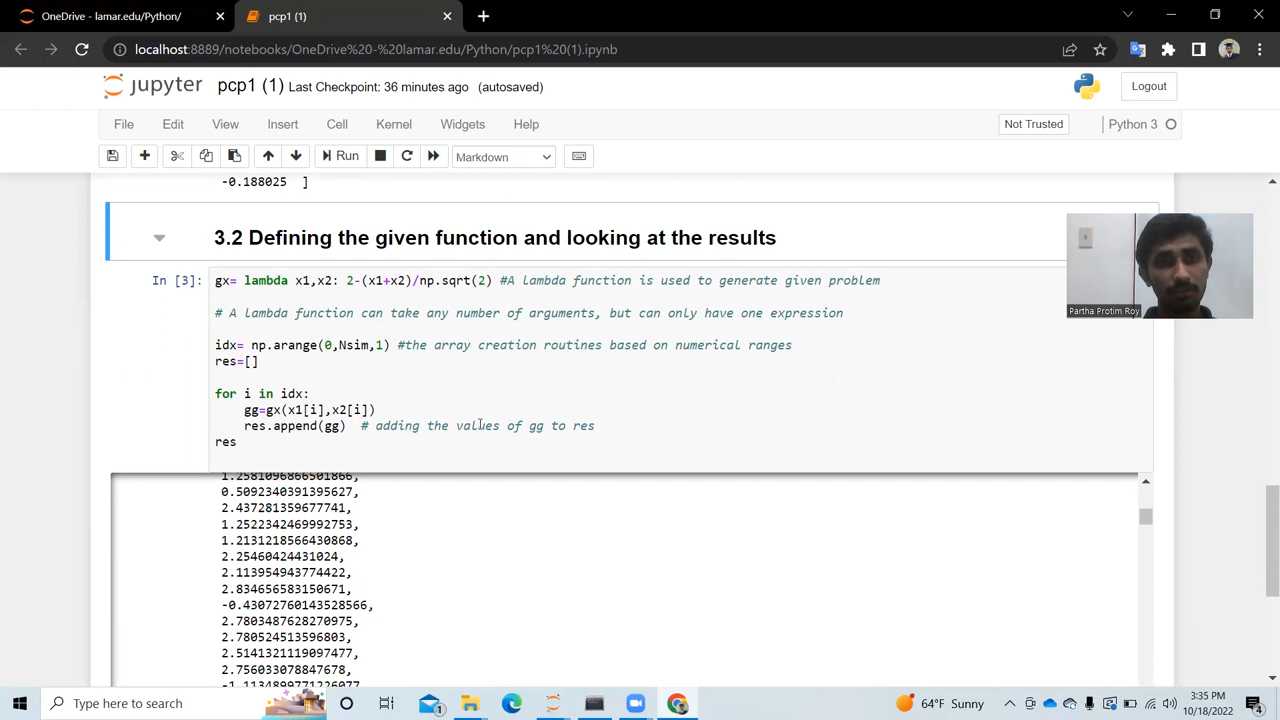 OneDrive - lamar.edu/Python/
pcp1 (1)
localhost:8889/notebooks/OneDrive%20-%20lamar.edu/Python/pcp1%20(1).ipynb
jupyter pcp1 (1) Last Checkpoint: 36 minutes ago (autosaved)
Logout
File Edit View Insert Cell Kernel Widgets Help
Not Trusted
Python 3
Run
Markdown
-0.188025 ]
3.2 Defining the given function and looking at the results
Partha Protim Roy
In [3]: gx= lambda x1,x2: 2-(x1+x2)/np.sqrt(2) #A lambda function is used to generate given problem
# A lambda function can take any number of arguments, but can only have one expression
idx= np.arange(0,Nsim,1) #the array creation routines based on numerical ranges
res=[]
for i in idx:
gg=gx(x1[i],x2[i])
res.append(gg) # adding the values of gg to res
res
1.2581096866501866,
0.5092340391395627,
2.437281359677741,
1.2522342469992753,
1.2131218566430868,
2.25460424431024,
2.113954943774422,
2.834656583150671,
-0.43072760143528566,
2.7803487628270975,
2.780524513596803,
2.5141321119097477,
2.756033078847678,
-1.1134899771226077
Type here to search
1
64°F Sunny
3:35 PM
10/18/2022
4